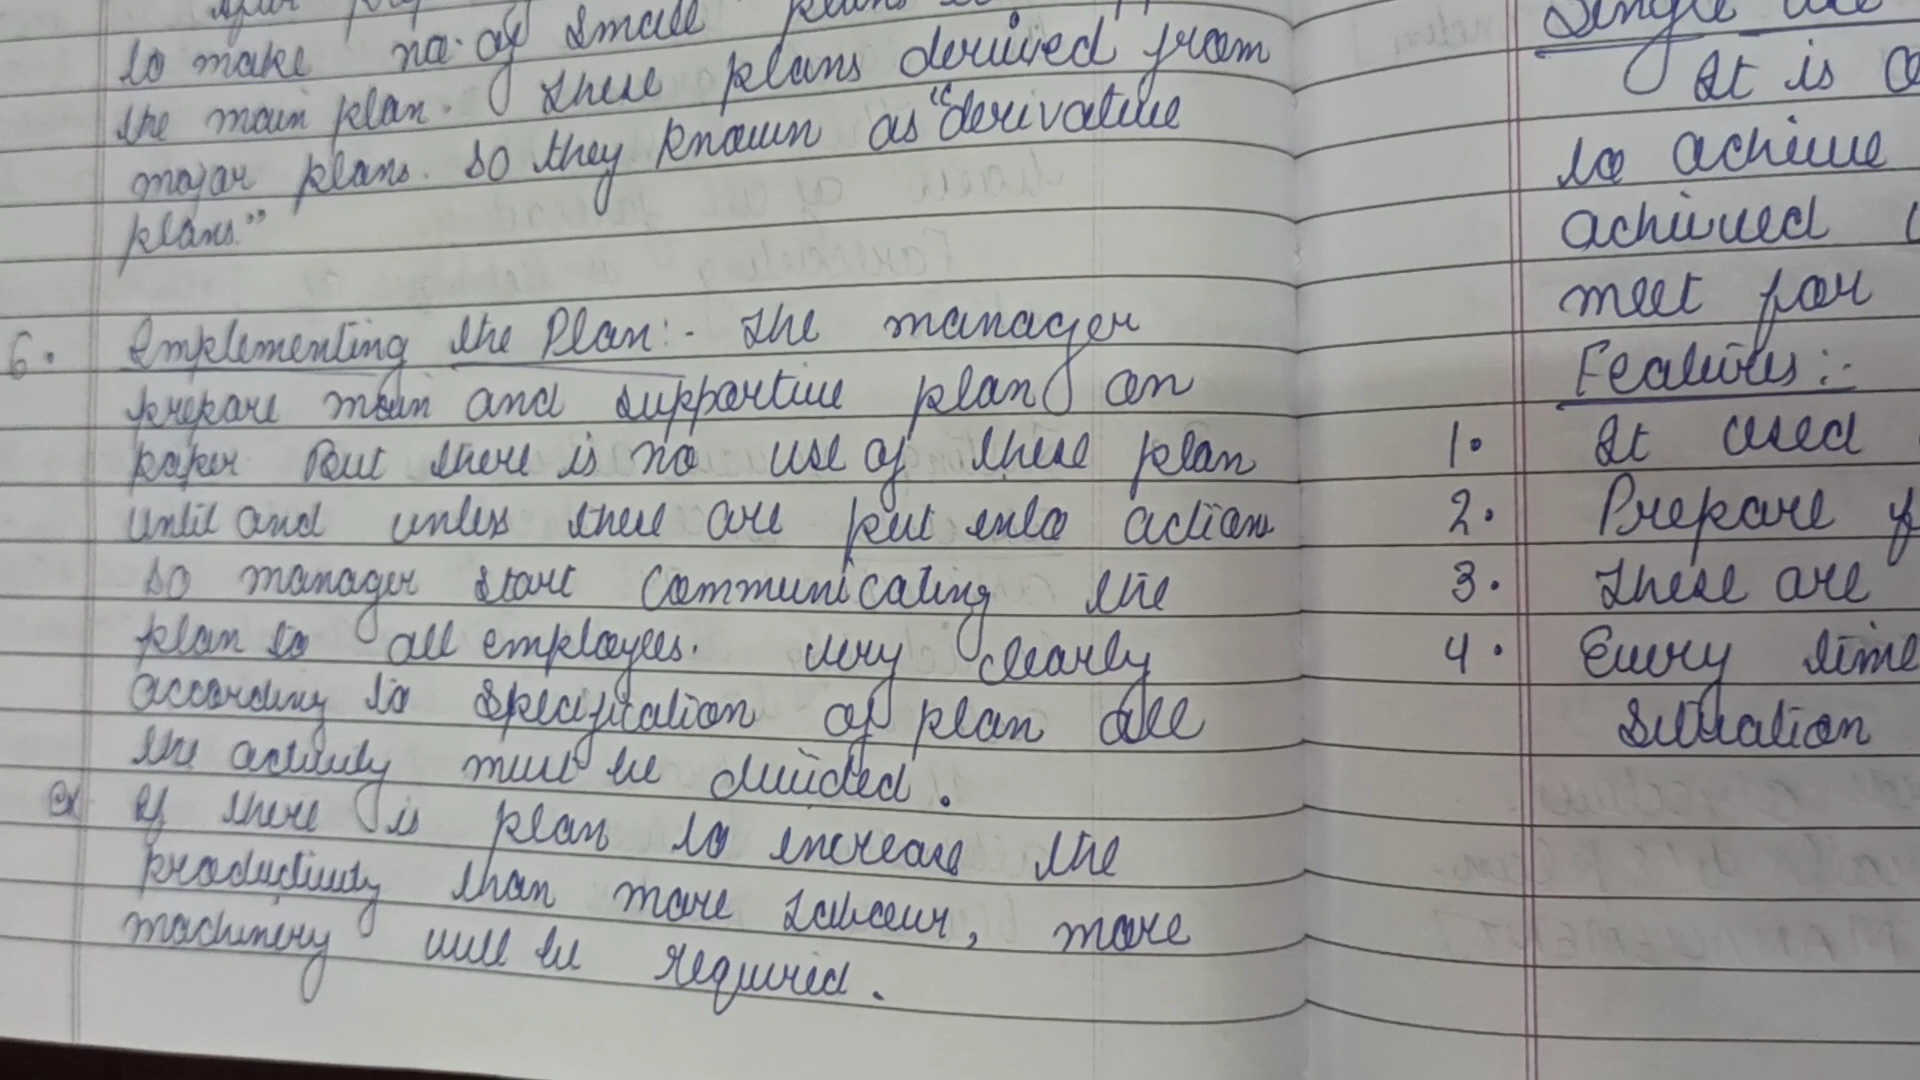 to make no. of small plans
the main plan. These plans derived from
major plans. so they known as "derivative
plans."
6. Implementing the Plan:- The manager
prepare main and supportive plan on
paper But there is no use of these plan
until and unless these are put into action
so manager start communicating the
plan to all employees. very clearly
according to specification of plan all
the activity must be divided.
ex If there is plan to increase the
productivity than more Labour, more
machinery will be required.
Single
It is
to achieve
achieved
meet for
Features:-
1. It used
2. Prepare
3. These are
4. Every time
situation